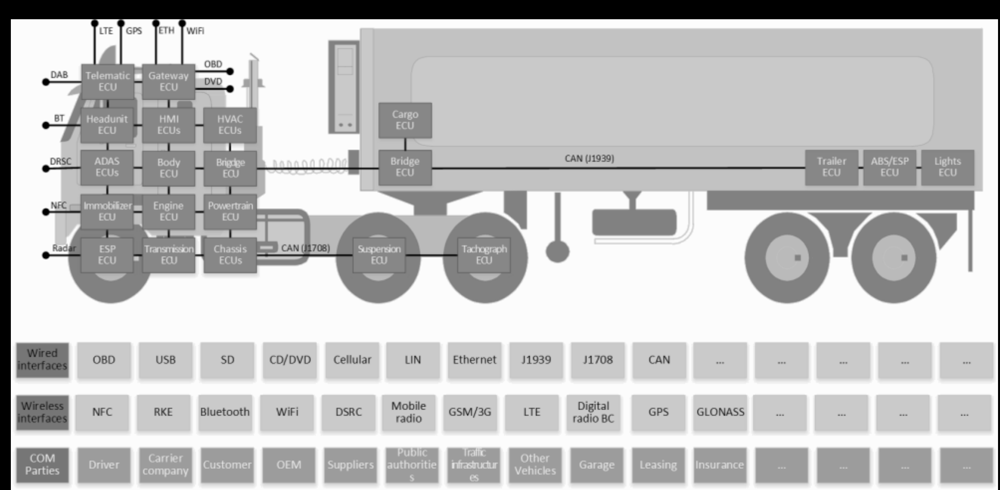 LTE GPS ETH WiFi
OBD
DAB Telematic Gateway DVD
ECU ECU
BT Headunit HMI HVAC
ECU ECUs ECUs
Cargo
ECU
DRSC ADAS Body Brigdge
ECUs ECU ECU
Bridge CAN (J1939) Trailer ABS/ESP Lights
ECU ECU ECU ECU
NFC Immobilizer Engine Powertrain
ECU ECU ECU
Radar ESP Transmission Chassis CAN (J1708) Suspension Tachograph
ECU ECU ECUs ECU ECU
Wired
interfaces
OBD USB SD CD/DVD Cellular LIN Ethernet J1939 J1708 CAN ... ... ... ... ...
Wireless
interfaces
NFC RKE Bluetooth WiFi DSRC
Mobile
radio
GSM/3G LTE
Digital
radio BC
GPS GLONASS ... ... ... ...
COM
Parties
Driver
Carrier
company
Customer OEM Suppliers
Public
authoritie
s
Traffic
infrastructur
es
Other
Vehicles
Garage Leasing Insurance ... ... ... ...